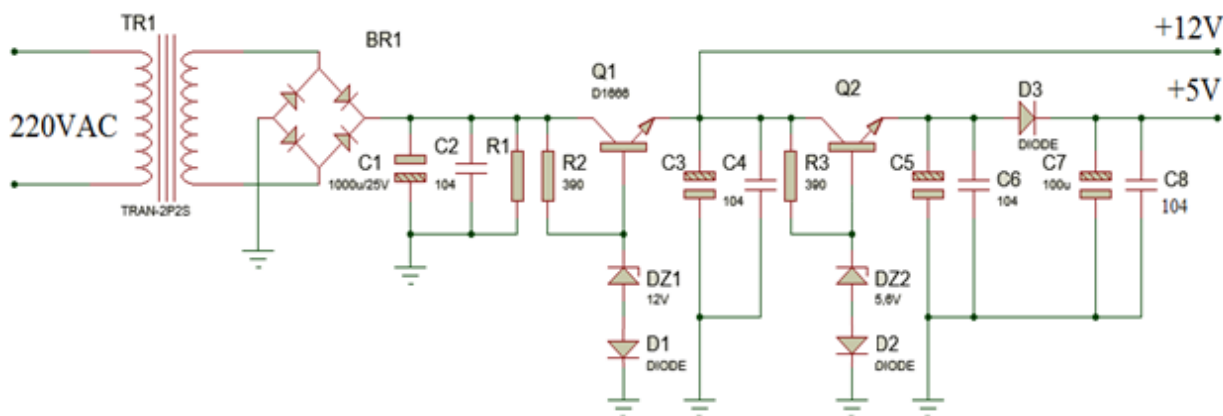 TR1
BR1
220VAC
TRAN-2P2S
C1
1000u/25V
C2
104
R1
R2
390
Q1
D1666
DZ1
12V
D1
DIODE
C3
C4
104
R3
390
Q2
DZ2
5,6V
D2
DIODE
C5
C6
104
D3
DIODE
C7
100u
C8
104
+12V
+5V